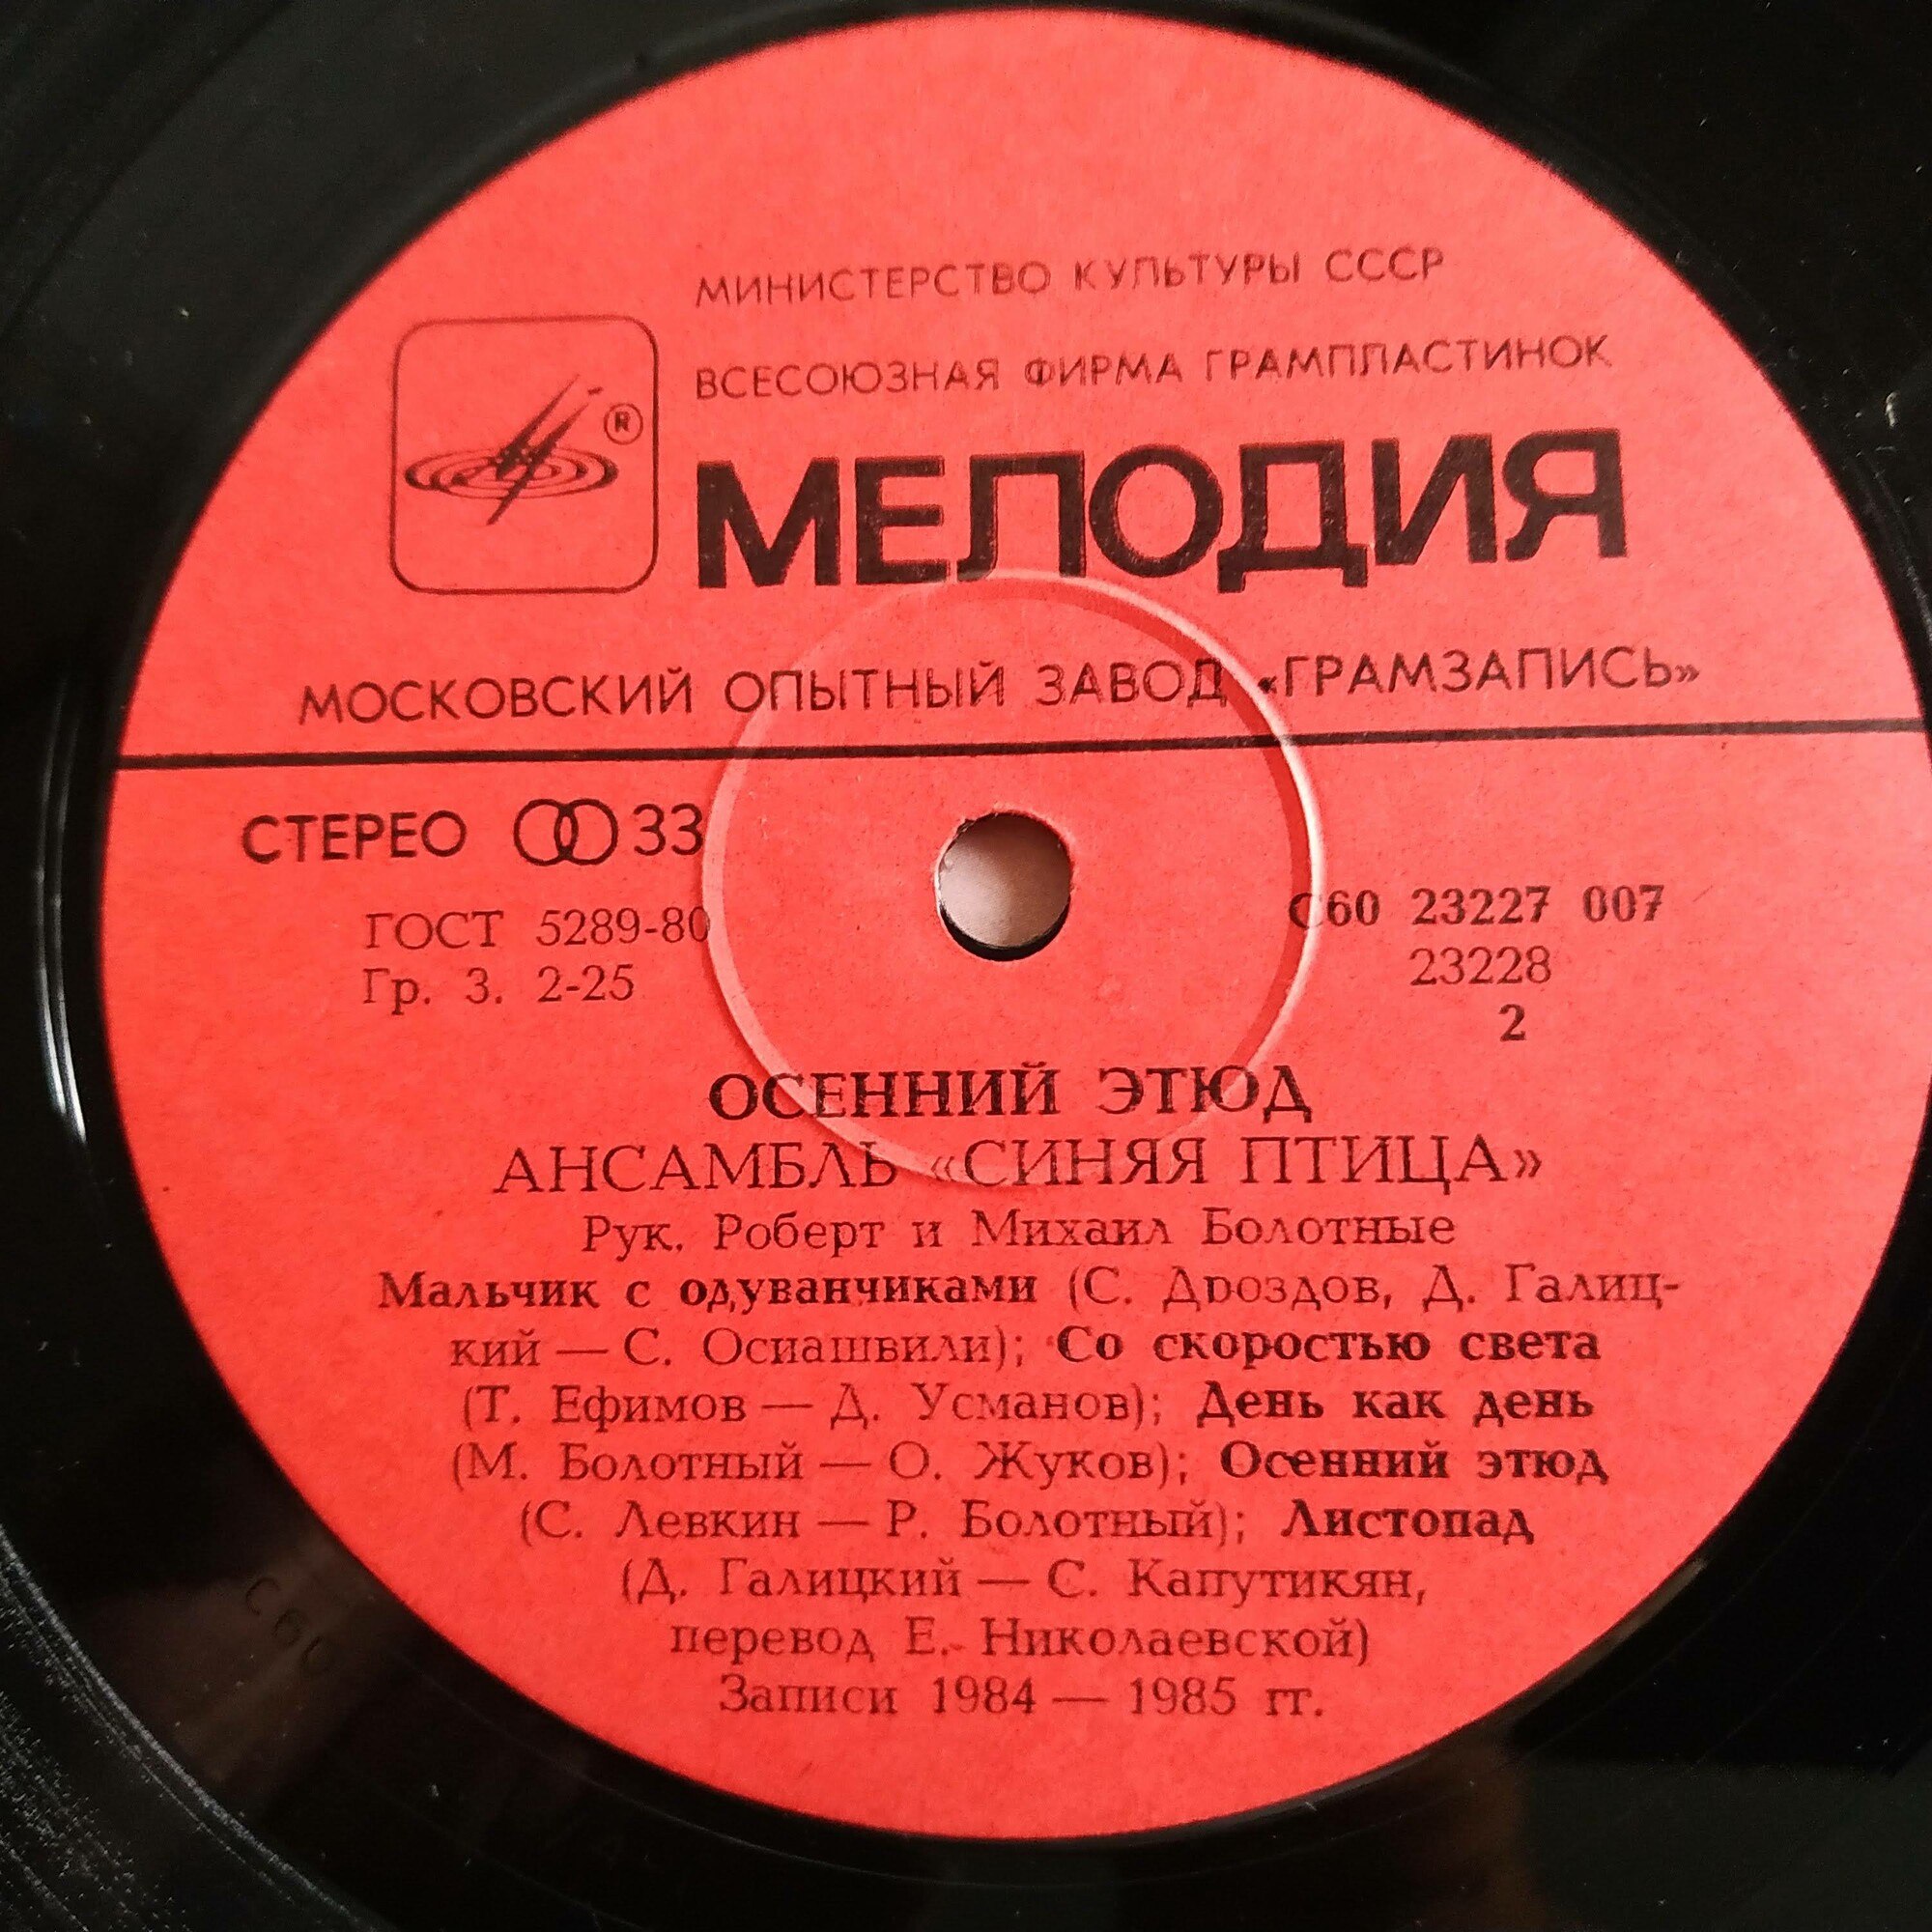 МИНИСТЕРСТВО КУЛЬТУРЫ СССР
ВСЕСОЮЗНАЯ ФИРМА ГРАМПЛАСТИНОК
®
МЕЛОДИЯ
МОСКОВСКИЙ ОПЫТНЫЙ ЗАВОД «ГРАМЗАПИСЬ»
СТЕРЕО 33
ГОСТ 5289-80
Гр. 3. 2-25
С60 23227 007
23228
2
ОСЕННИЙ ЭТЮД
АНСАМБЛЬ «СИНЯЯ ПТИЦА»
Рук. Роберт и Михаил Болотные
Мальчик с одуванчиками (С. Дроздов, Д. Галиц-
кий — С. Осиашвили); Со скоростью света
(Т. Ефимов — Д. Усманов); День как день
(М. Болотный — О. Жуков); Осенний этюд
(С. Левкин — Р. Болотный); Листопад
(Д. Галицкий — С. Капутикян,
перевод Е. Николаевской)
Записи 1984 — 1985 гг.
С60